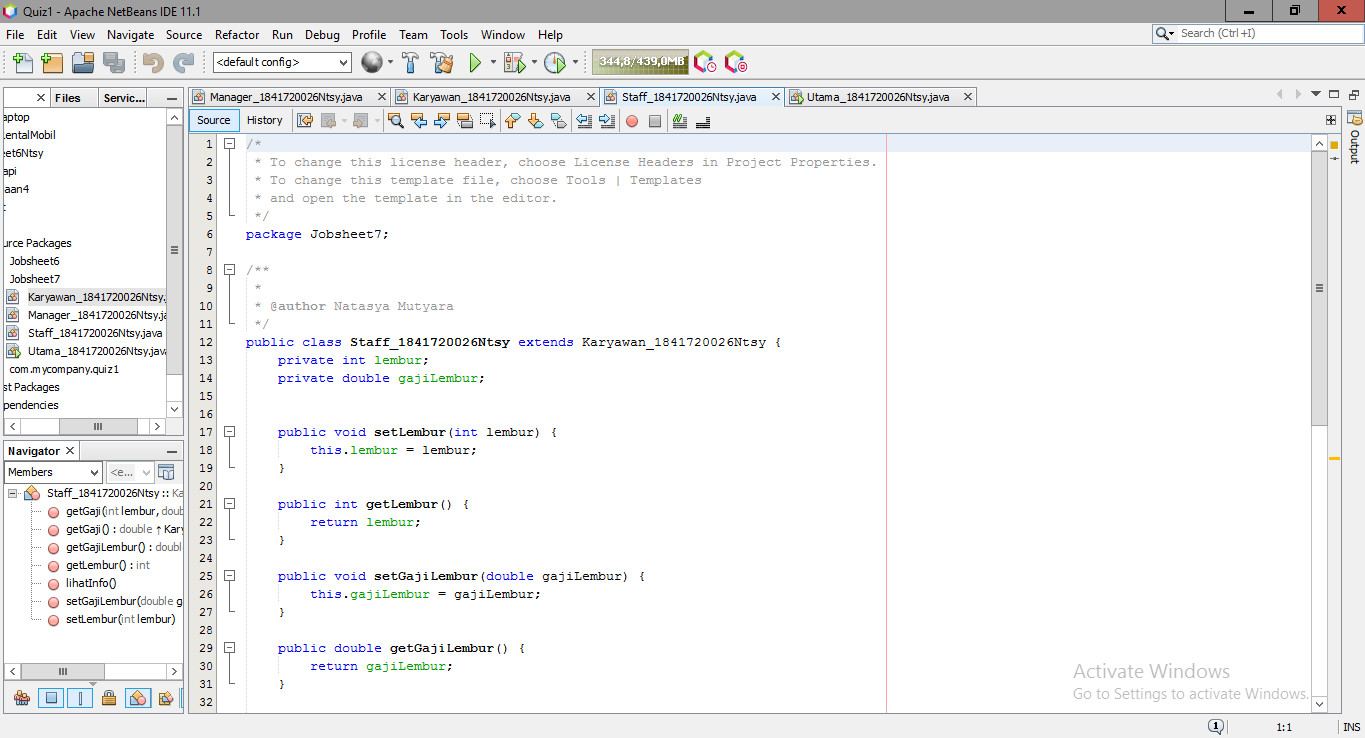 Quiz1 - Apache NetBeans IDE 11.1
File Edit View Navigate Source Refactor Run Debug Profile Team Tools Window Help
Search (Ctrl+I)
<default config>
344,8/439,0MB
Files Servic...
Manager_1841720026Ntsy.java Karyawan_1841720026Ntsy.java Staff_1841720026Ntsy.java Utama_1841720026Ntsy.java
Source History
aptop
entalMobil
eet6Ntsy
api
aan4
urce Packages
Jobsheet6
Jobsheet7
Karyawan_1841720026Ntsy.
Manager_1841720026Ntsy.ja
Staff_1841720026Ntsy.java
Utama_1841720026Ntsy.java
com.mycompany.quiz1
st Packages
pendencies
Navigator
Members
<e...
Staff_1841720026Ntsy :: Ka
getGaji(int lembur, doub
getGaji() : double ↑ Kary
getGajiLembur() : doubl
getLembur() : int
lihatInfo()
setGajiLembur(double g
setLembur(int lembur)
1 /*
2 * To change this license header, choose License Headers in Project Properties.
3 * To change this template file, choose Tools | Templates
4 * and open the template in the editor.
5 */
6 package Jobsheet7;
7
8 /**
9 *
10 * @author Natasya Mutyara
11 */
12 public class Staff_1841720026Ntsy extends Karyawan_1841720026Ntsy {
13 private int lembur;
14 private double gajiLembur;
15
16
17 public void setLembur(int lembur) {
18 this.lembur = lembur;
19 }
20
21 public int getLembur() {
22 return lembur;
23 }
24
25 public void setGajiLembur(double gajiLembur) {
26 this.gajiLembur = gajiLembur;
27 }
28
29 public double getGajiLembur() {
30 return gajiLembur;
31 }
32
Output
Activate Windows
Go to Settings to activate Windows.
1
1:1
INS